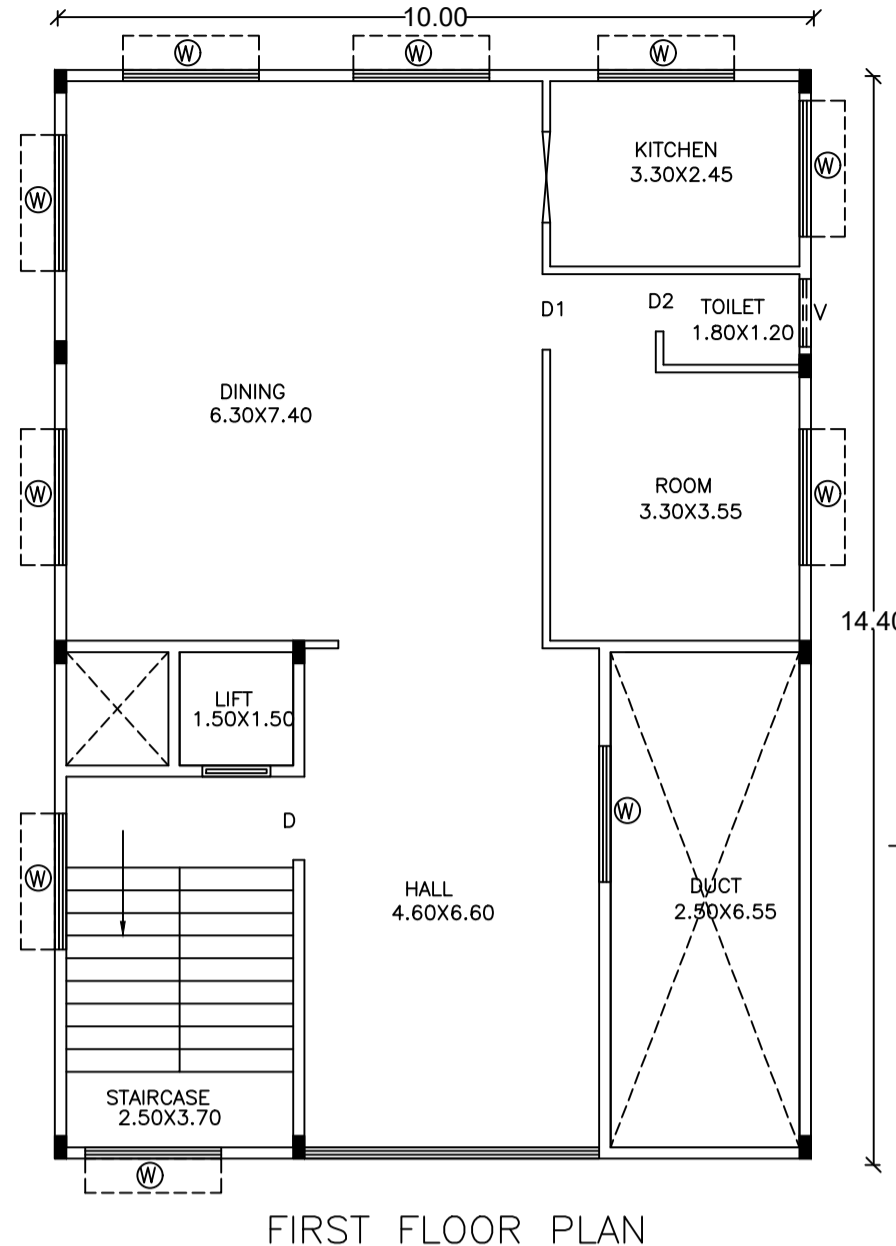 10.00
W
W
W
KITCHEN
3.30X2.45
W
W
D1
D2
TOILET
1.80X1.20
V
DINING
6.30X7.40
W
ROOM
3.30X3.55
W
14.40
LIFT
1.50X1.50
W
D
W
HALL
4.60X6.60
DUCT
2.50X6.55
STAIRCASE
2.50X3.70
W
FIRST FLOOR PLAN